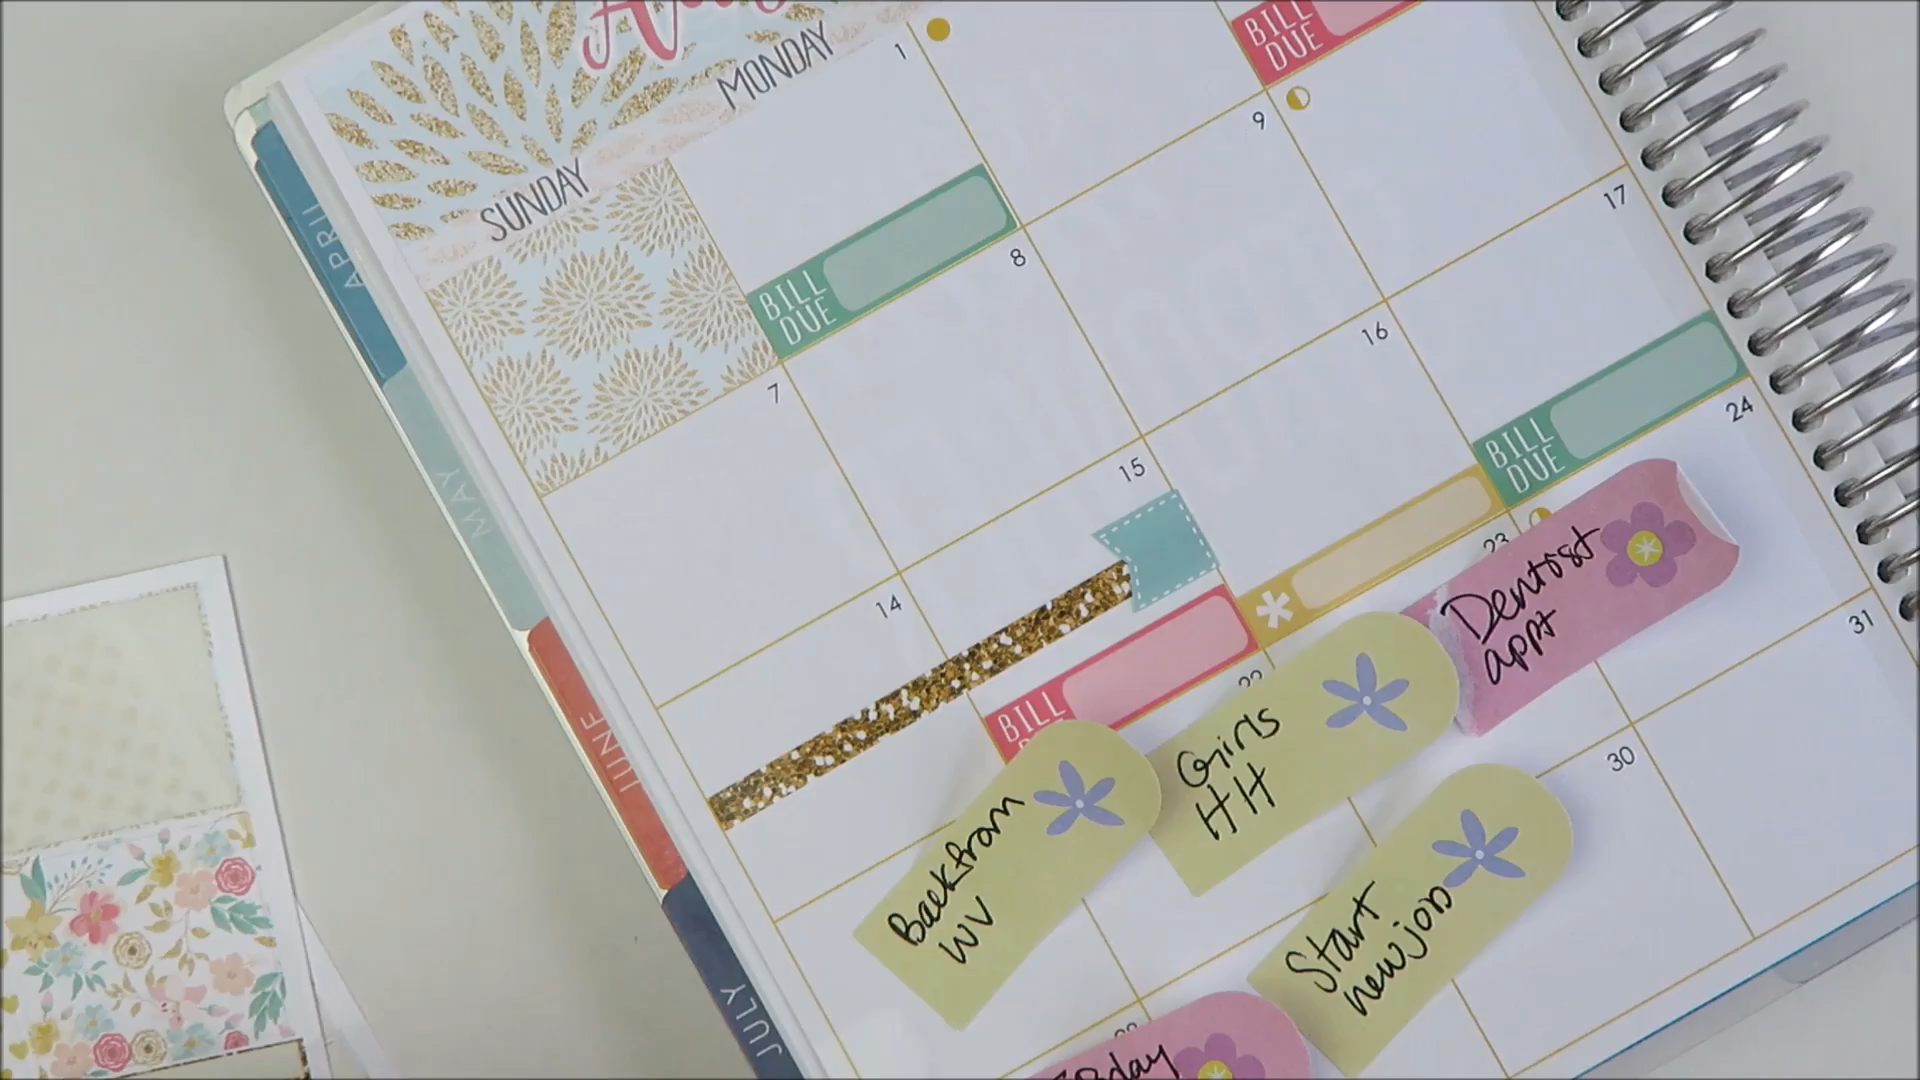 SUNDAY
MONDAY
1
BILL
DUE
BILL
DUE
7
8
9
14
15
16
17
BILL
DUE
BILL
22
23
24
30
31
Dentist
appt
Girls
HH
Back from
WV
Start
new job
APRIL
MAY
JUNE
JULY